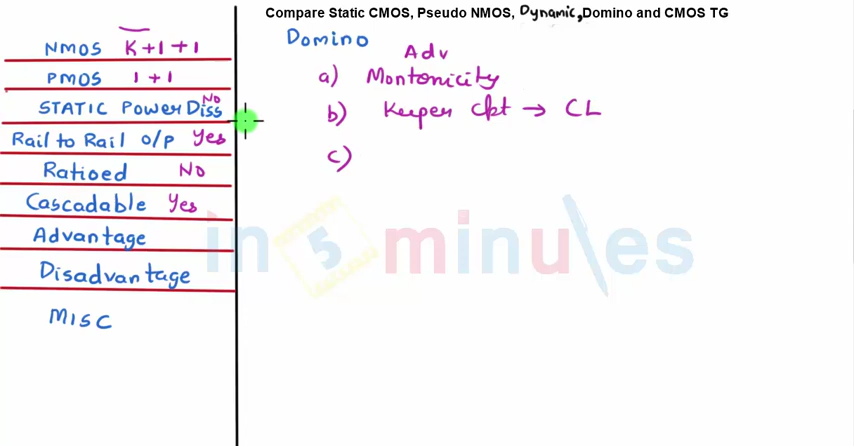 Compare Static CMOS, Pseudo NMOS, Dynamic, Domino and CMOS TG
NMOS K+1+1
PMOS 1+1
STATIC Power Diss No
Rail to Rail o/p Yes
Ratioed No
Cascadable Yes
Advantage
Disadvantage
MISC
Domino
Adv
a) Montonicity
b) Keeper ckt → CL
c)
in 5 minutes